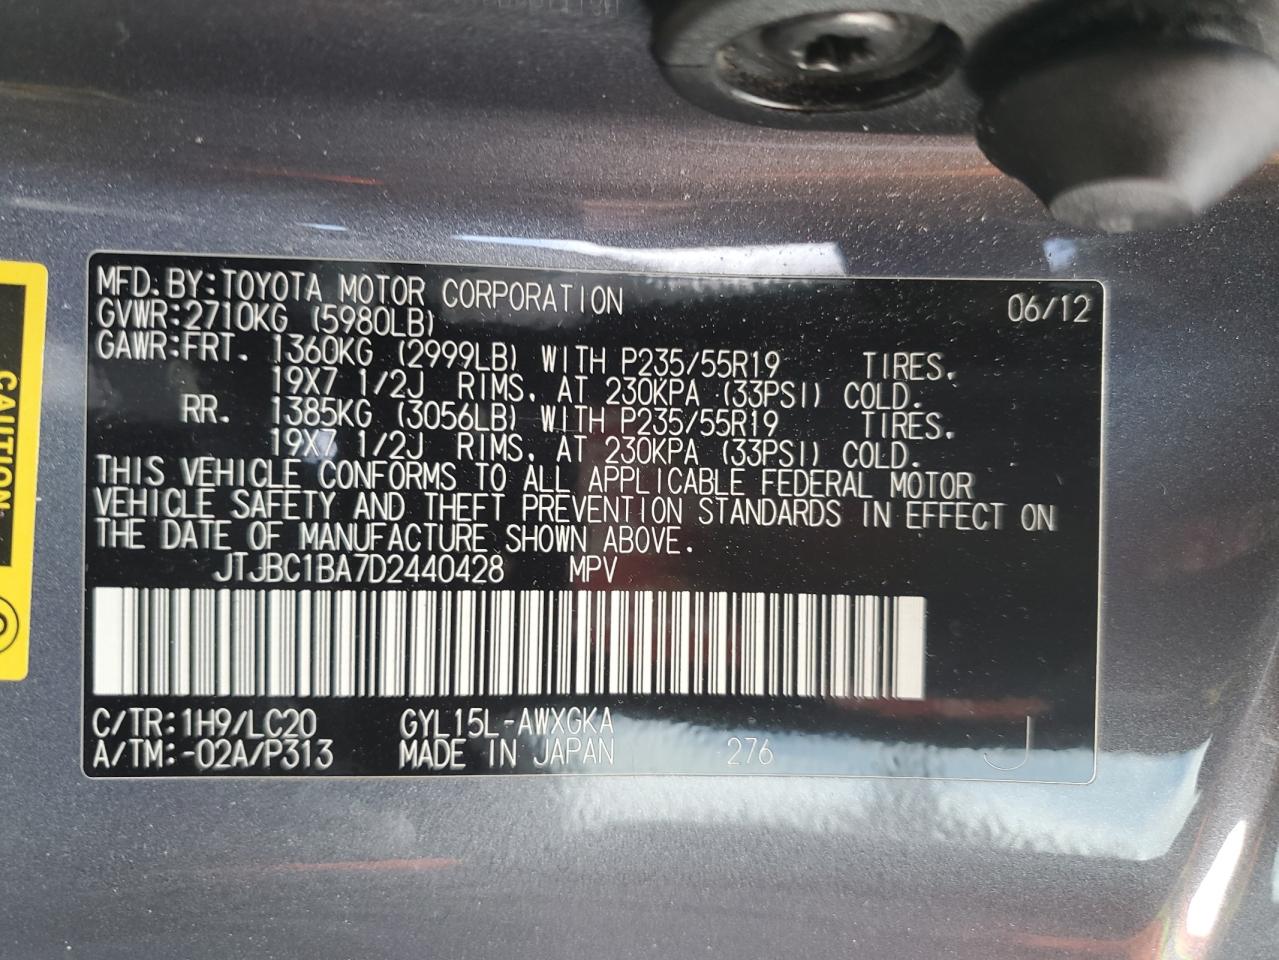 MFD. BY:TOYOTA MOTOR CORPORATION 06/12
GVWR:2710KG (5980LB)
GAWR:FRT. 1360KG (2999LB) WITH P235/55R19 TIRES,
19X7 1/2J RIMS, AT 230KPA (33PSI) COLD.
RR. 1385KG (3056LB) WITH P235/55R19 TIRES,
19X7 1/2J RIMS, AT 230KPA (33PSI) COLD.
THIS VEHICLE CONFORMS TO ALL APPLICABLE FEDERAL MOTOR
VEHICLE SAFETY AND THEFT PREVENTION STANDARDS IN EFFECT ON
THE DATE OF MANUFACTURE SHOWN ABOVE.
JTJBC1BA7D2440428 MPV
C/TR:1H9/LC20 GYL15L-AWXGKA
A/TM:-02A/P313 MADE IN JAPAN 276 J
CAUTION